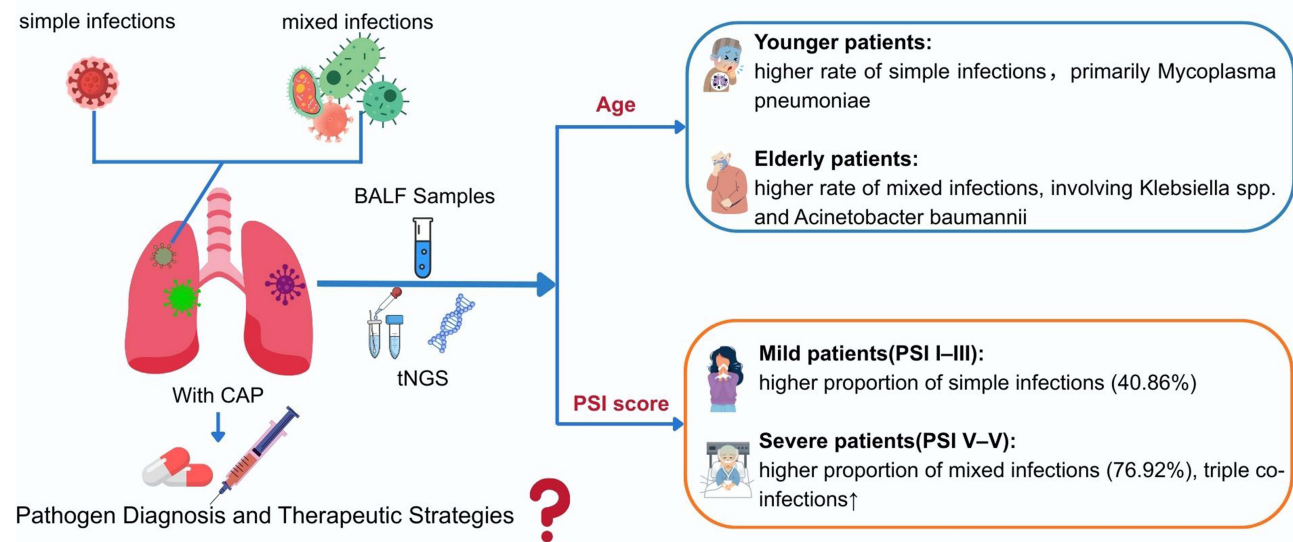 simple infections
mixed infections
BALF Samples
tNGS
With CAP
Pathogen Diagnosis and Therapeutic Strategies ?
Age
Younger patients:
higher rate of simple infections，primarily Mycoplasma
pneumoniae
Elderly patients:
higher rate of mixed infections, involving Klebsiella spp.
and Acinetobacter baumannii
PSI score
Mild patients(PSI I–III):
higher proportion of simple infections (40.86%)
Severe patients(PSI V–V):
higher proportion of mixed infections (76.92%), triple co-
infections↑